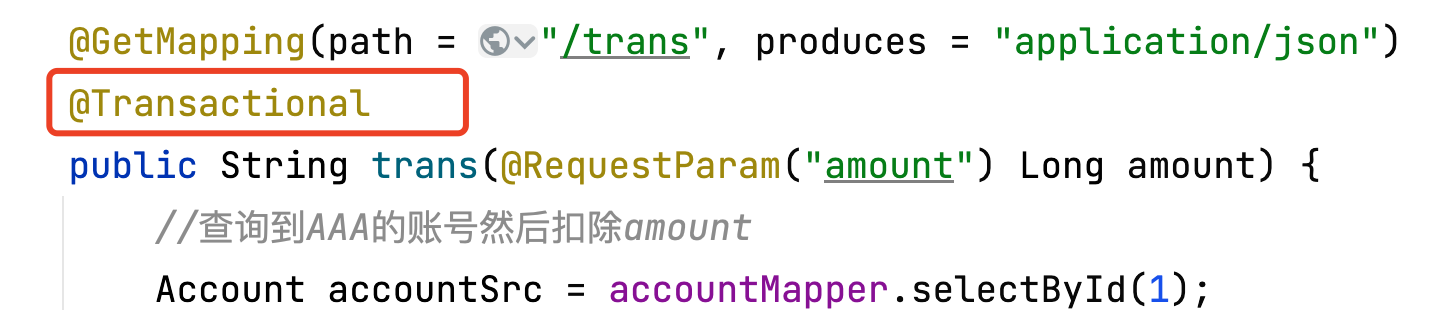 @GetMapping(path = "/trans", produces = "application/json")
@Transactional
public String trans(@RequestParam("amount") Long amount) {
//查询到AAA的账号然后扣除amount
Account accountSrc = accountMapper.selectById(1);